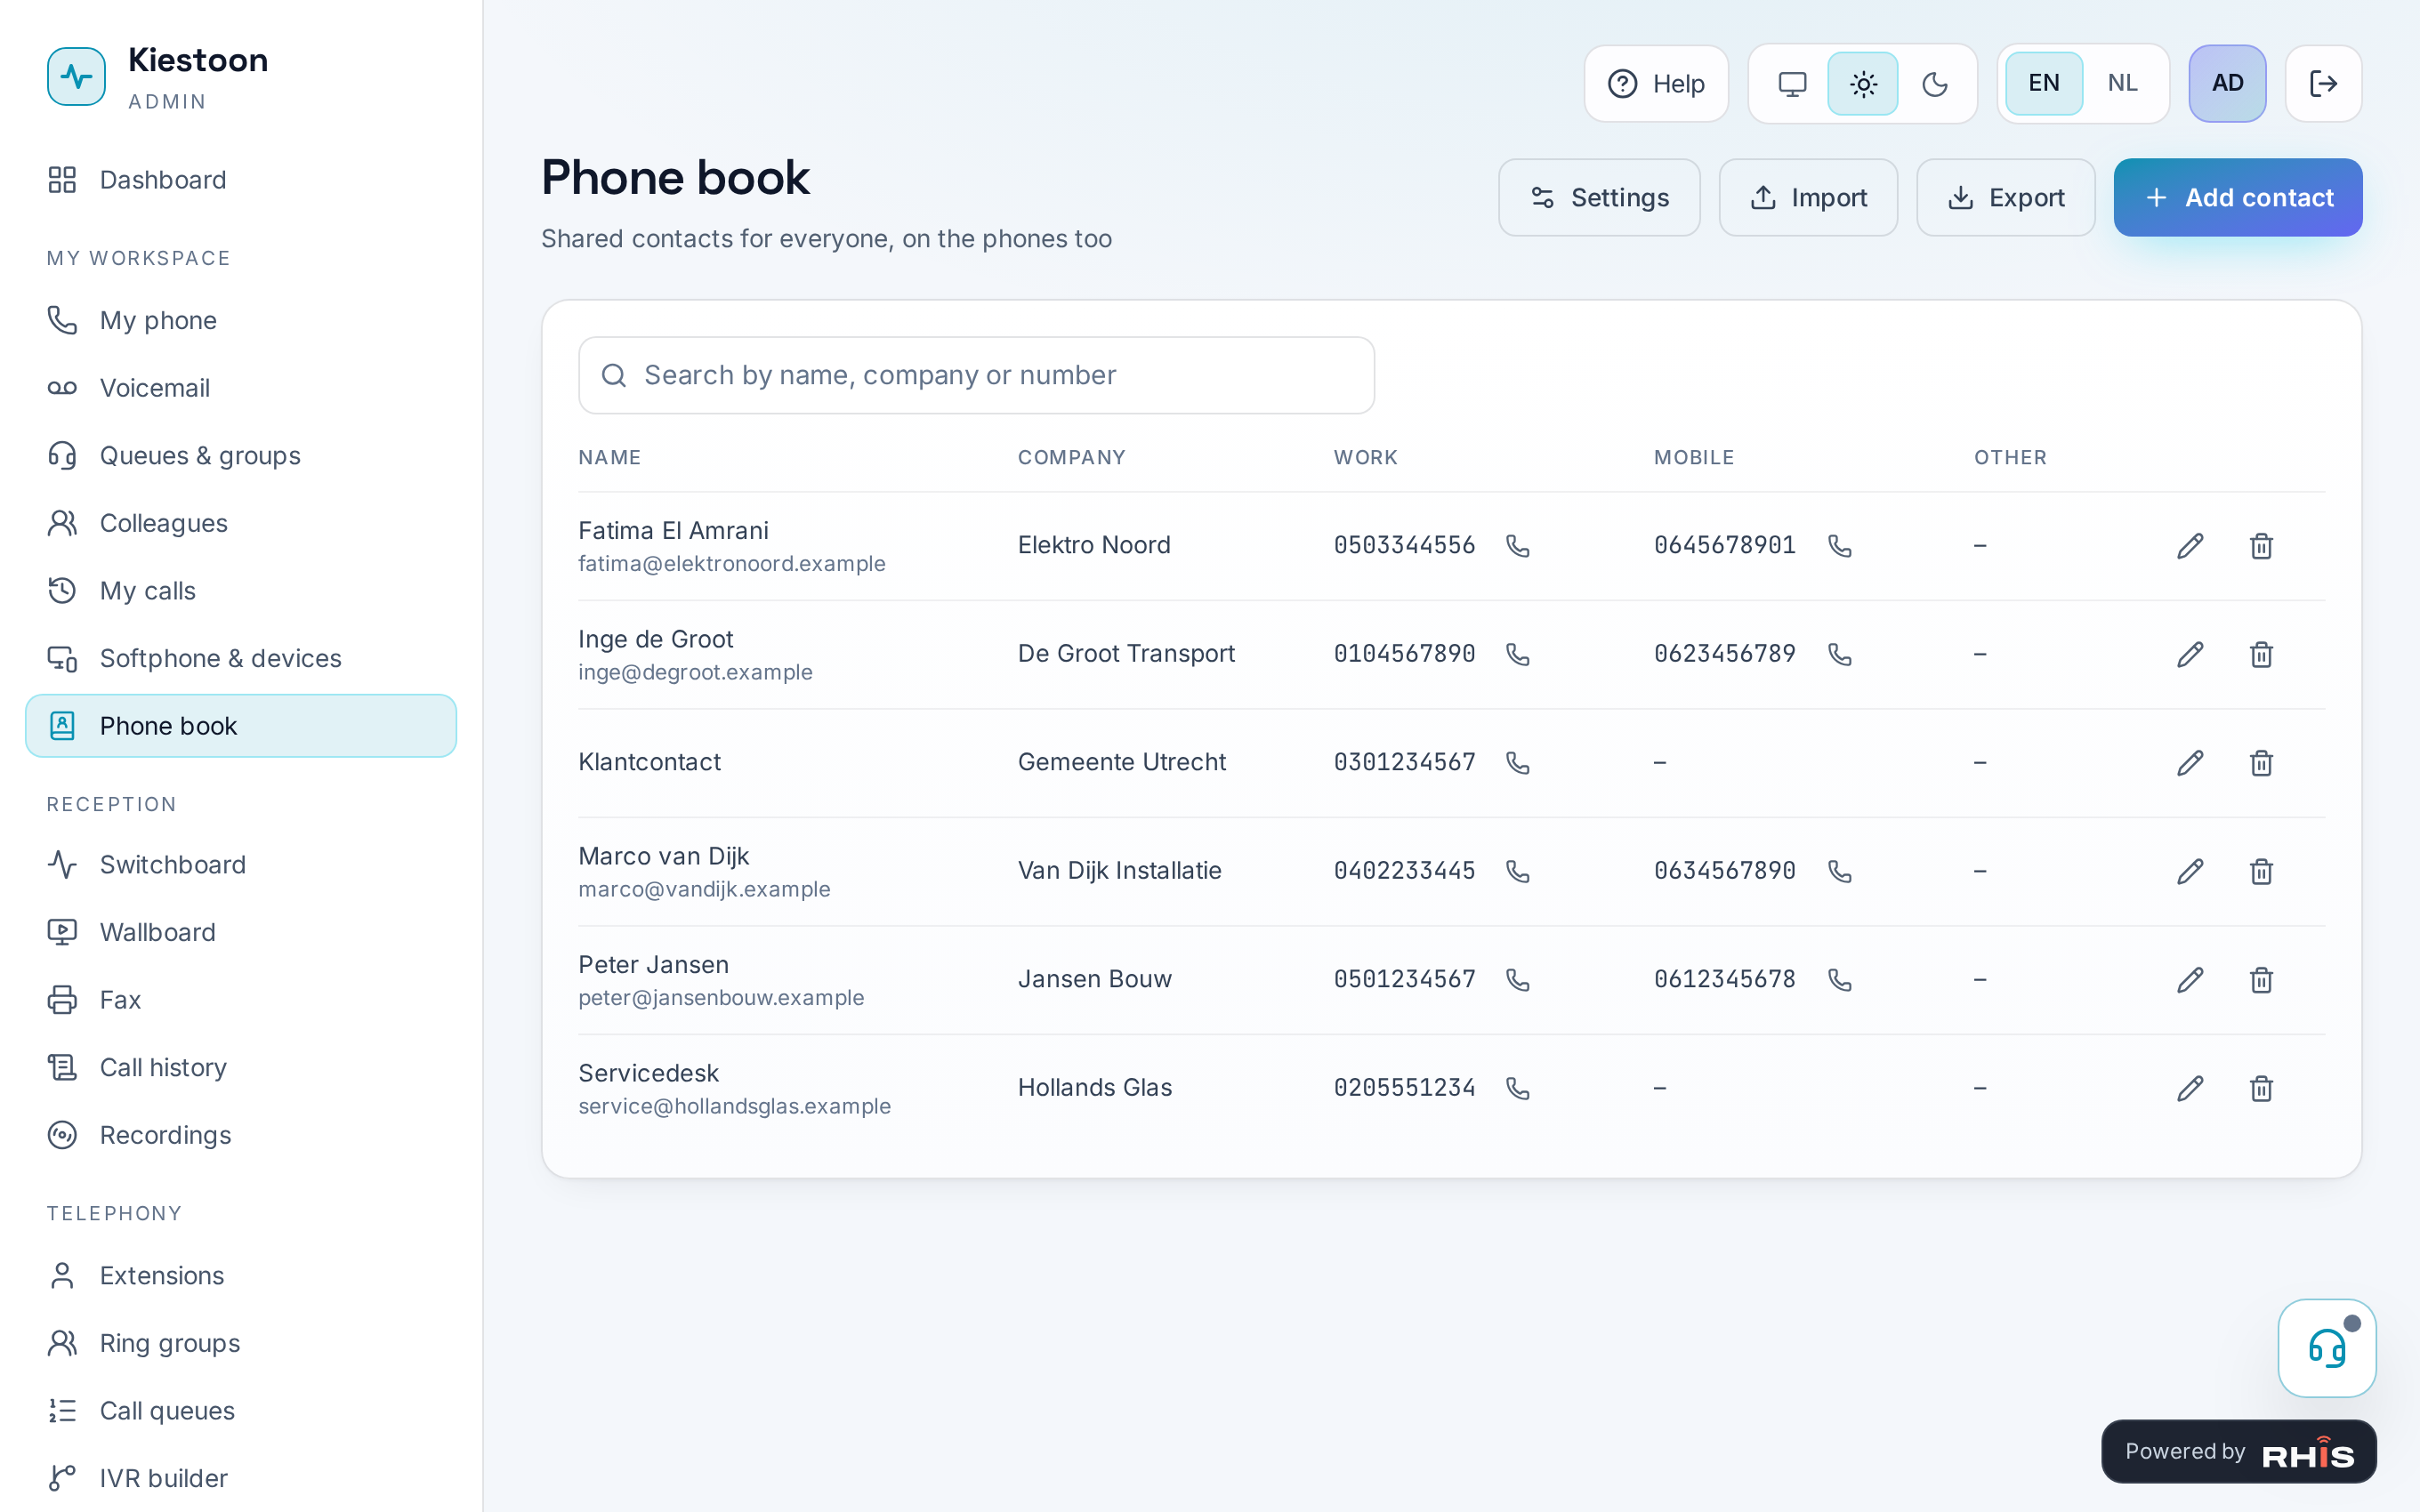 Kiestoon
ADMIN
Dashboard
MY WORKSPACE
My phone
Voicemail
Queues & groups
Colleagues
My calls
Softphone & devices
Phone book
RECEPTION
Switchboard
Wallboard
Fax
Call history
Recordings
TELEPHONY
Extensions
Ring groups
Call queues
IVR builder
Help
EN NL
AD
Phone book
Shared contacts for everyone, on the phones too
Settings
Import
Export
Add contact
Search by name, company or number
NAME COMPANY WORK MOBILE OTHER
Fatima El Amrani
fatima@elektronoord.example
Elektro Noord 0503344556 0645678901 –
Inge de Groot
inge@degroot.example
De Groot Transport 0104567890 0623456789 –
Klantcontact Gemeente Utrecht 0301234567 – –
Marco van Dijk
marco@vandijk.example
Van Dijk Installatie 0402233445 0634567890 –
Peter Jansen
peter@jansenbouw.example
Jansen Bouw 0501234567 0612345678 –
Servicedesk
service@hollandsglas.example
Hollands Glas 0205551234 – –
Powered by RHIS